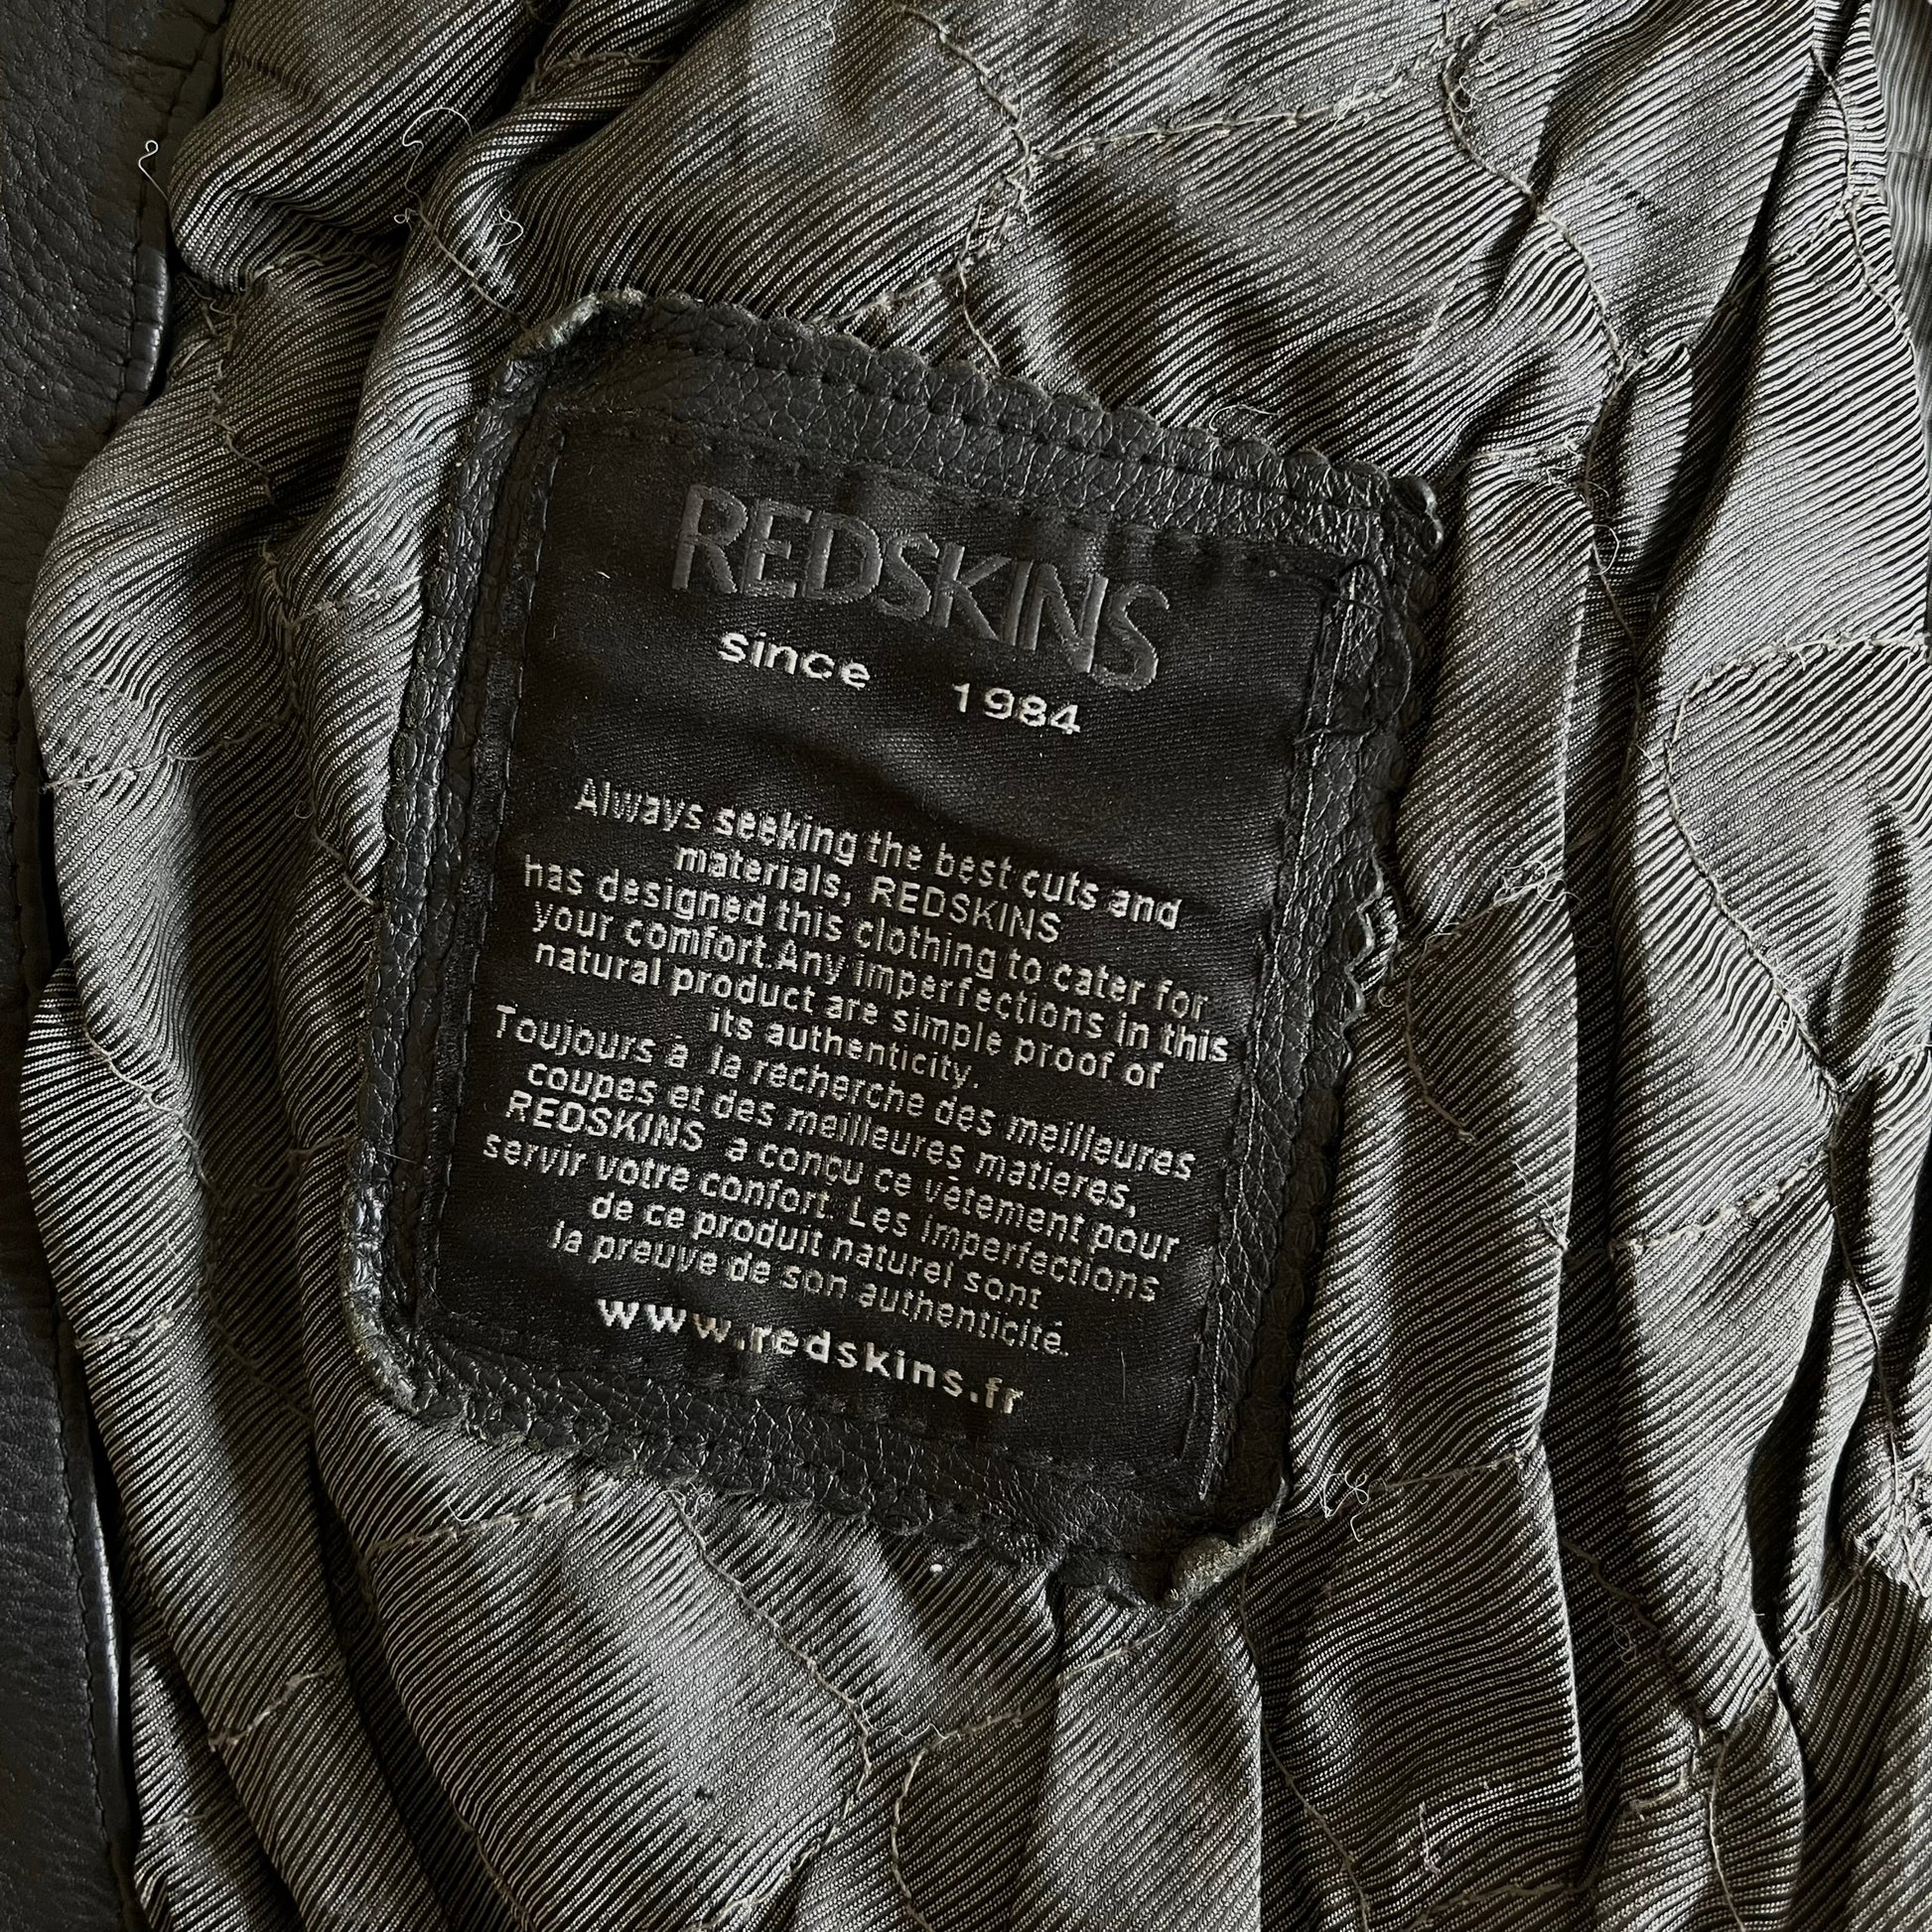 REDSKINS
since 1984
Always seeking the best cuts and
materials, REDSKINS
has designed this clothing to cater for
your comfort.Any imperfections in this
natural product are simple proof of
its authenticity.
Toujours à la recherche des meilleures
coupes et des meilleures matières,
REDSKINS a conçu ce vêtement pour
servir votre confort. Les imperfections
de ce produit naturel sont
la preuve de son authenticité.
www.redskins.fr